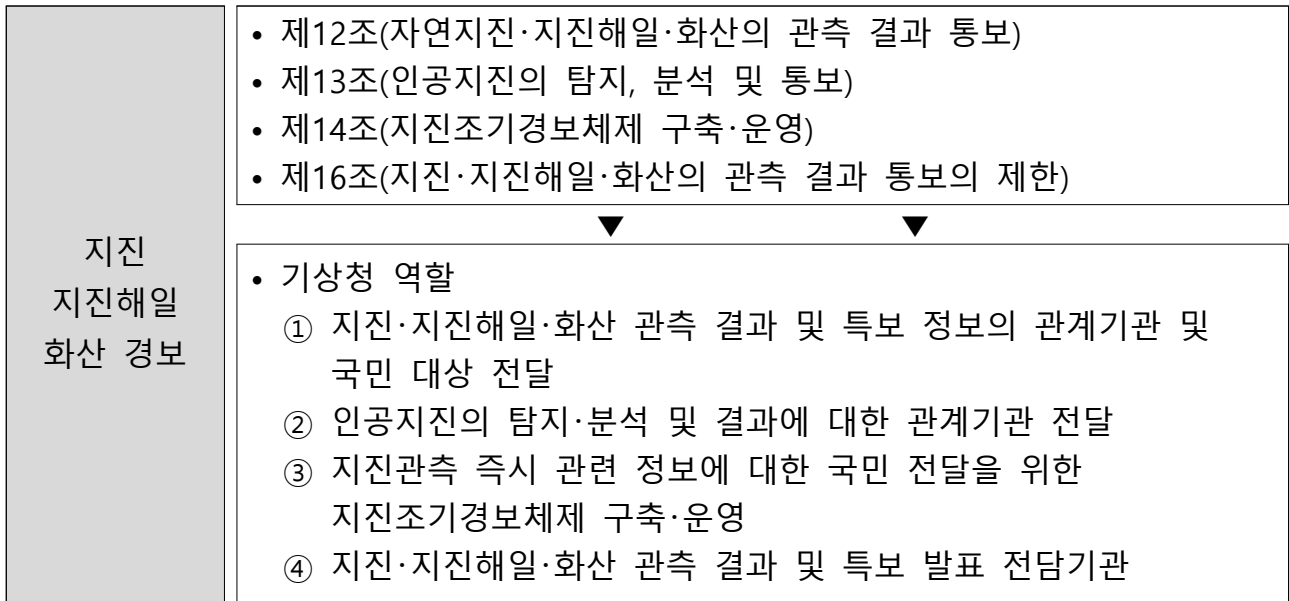 지진
지진해일
화산 경보
• 제12조(자연지진·지진해일·화산의 관측 결과 통보)
• 제13조(인공지진의 탐지, 분석 및 통보)
• 제14조(지진조기경보체제 구축·운영)
• 제16조(지진·지진해일·화산의 관측 결과 통보의 제한)
▼ ▼
• 기상청 역할
① 지진·지진해일·화산 관측 결과 및 특보 정보의 관계기관 및
국민 대상 전달
② 인공지진의 탐지·분석 및 결과에 대한 관계기관 전달
③ 지진관측 즉시 관련 정보에 대한 국민 전달을 위한
지진조기경보체제 구축·운영
④ 지진·지진해일·화산 관측 결과 및 특보 발표 전담기관